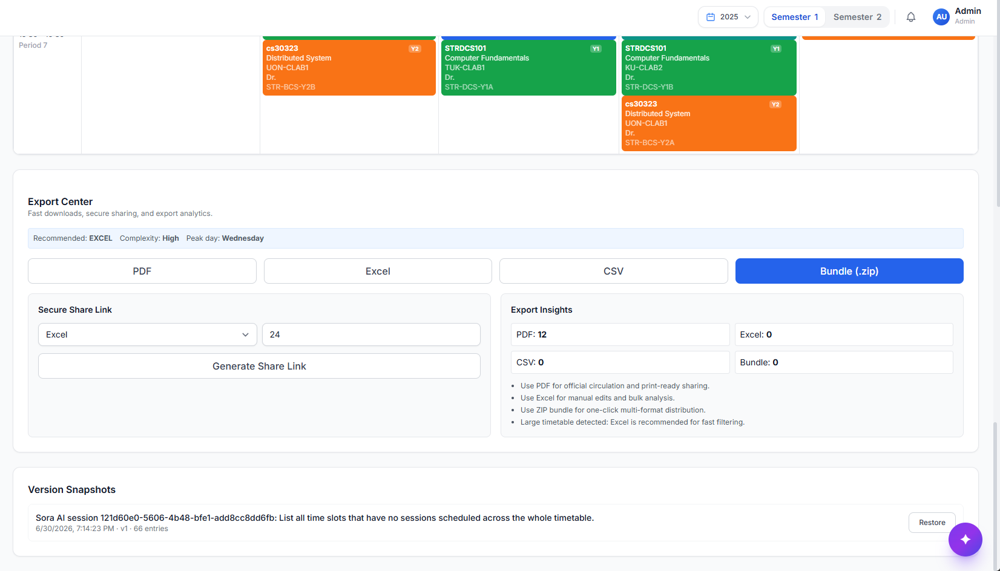 2025
Semester 1
Semester 2
AU
Admin
Admin
Period 7
cs30323 Y2
Distributed System
UON-CLAB1
Dr.
STR-BCS-Y2B
STRDCS101 Y1
Computer Fundamentals
TUK-CLAB1
Dr.
STR-DCS-Y1A
STRDCS101 Y1
Computer Fundamentals
KU-CLAB2
Dr.
STR-DCS-Y1B
cs30323 Y2
Distributed System
UON-CLAB1
Dr.
STR-BCS-Y2A
Export Center
Fast downloads, secure sharing, and export analytics.
Recommended: EXCEL Complexity: High Peak day: Wednesday
PDF
Excel
CSV
Bundle (.zip)
Secure Share Link
Excel
24
Generate Share Link
Export Insights
PDF: 12
Excel: 0
CSV: 0
Bundle: 0
• Use PDF for official circulation and print-ready sharing.
• Use Excel for manual edits and bulk analysis.
• Use ZIP bundle for one-click multi-format distribution.
• Large timetable detected: Excel is recommended for fast filtering.
Version Snapshots
Sora AI session 121d60e0-5606-4b48-bfe1-add8cc8dd6fb: List all time slots that have no sessions scheduled across the whole timetable.
6/30/2026, 7:14:23 PM · v1 · 66 entries
Restore